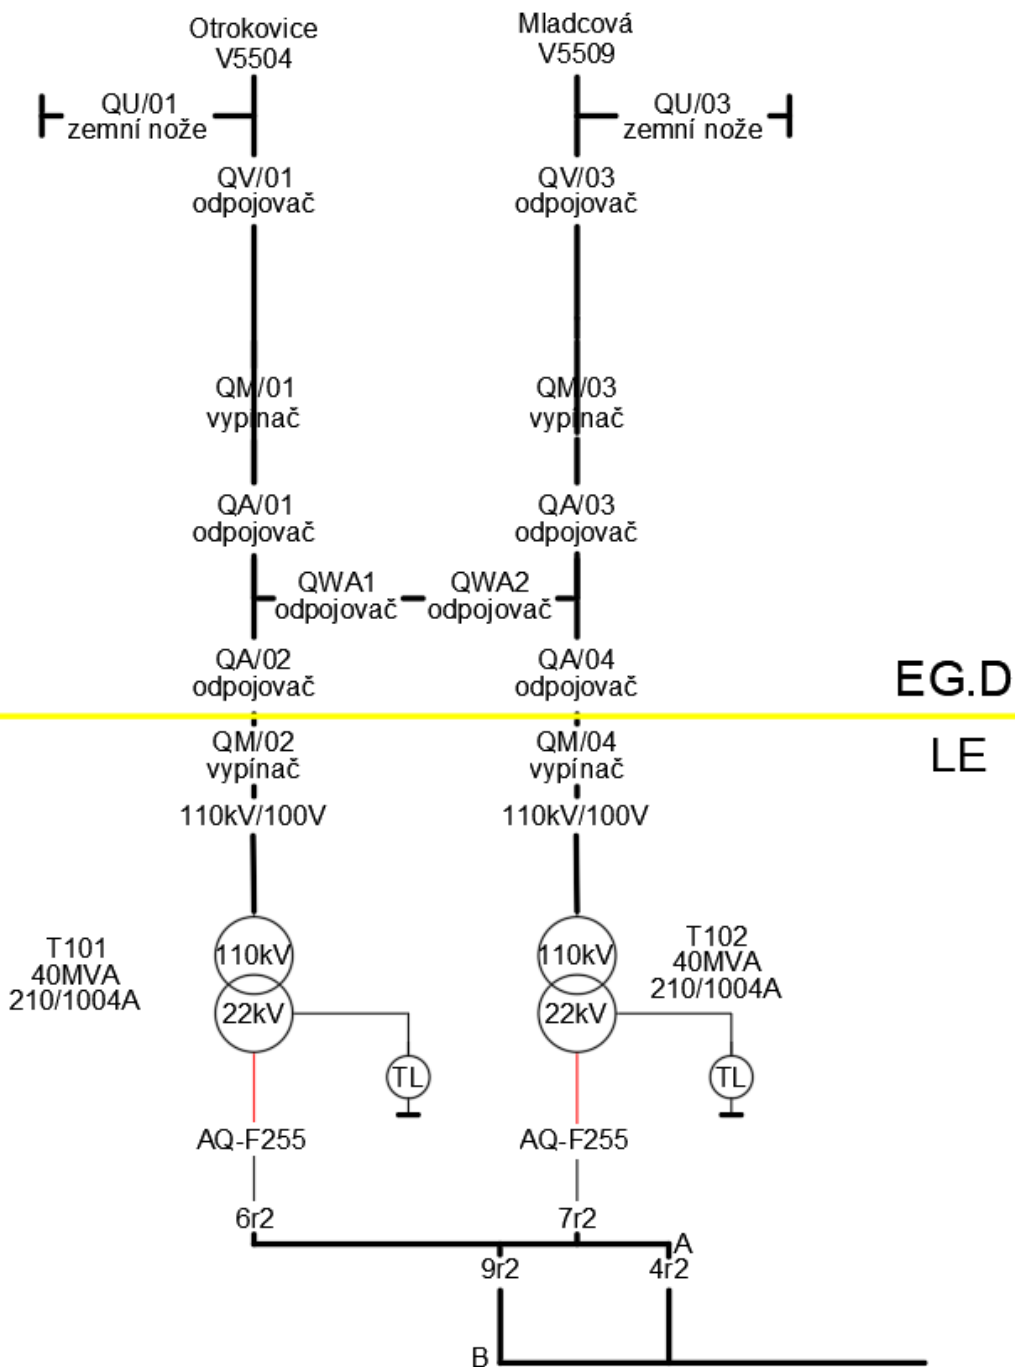 Otrokovice
V5504
Mladcová
V5509
QU/01
zemní nože
QU/03
zemní nože
QV/01
odpojovač
QV/03
odpojovač
QM/01
vypínač
QM/03
vypínač
QA/01
odpojovač
QA/03
odpojovač
QWA1
odpojovač
QWA2
odpojovač
QA/02
odpojovač
QA/04
odpojovač
EG.D
LE
QM/02
vypínač
QM/04
vypínač
110kV/100V
110kV/100V
T101
40MVA
210/1004A
110kV
22kV
110kV
22kV
T102
40MVA
210/1004A
TL
TL
AQ-F255
AQ-F255
6r2
7r2
A
9r2
4r2
B